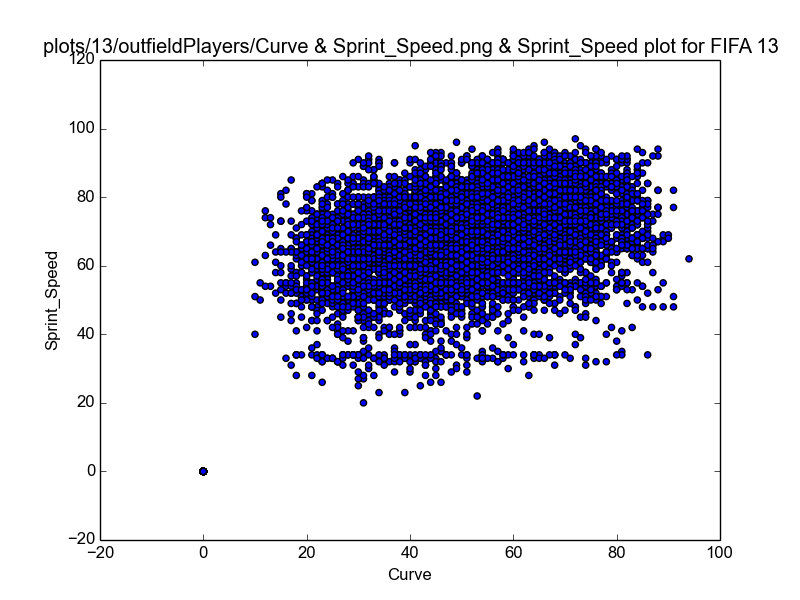 plots/13/outfieldPlayers/Curve & Sprint_Speed.png & Sprint_Speed plot for FIFA 13
120
100
80
60
40
20
0
−20
Sprint_Speed
−20 0 20 40 60 80 100
Curve